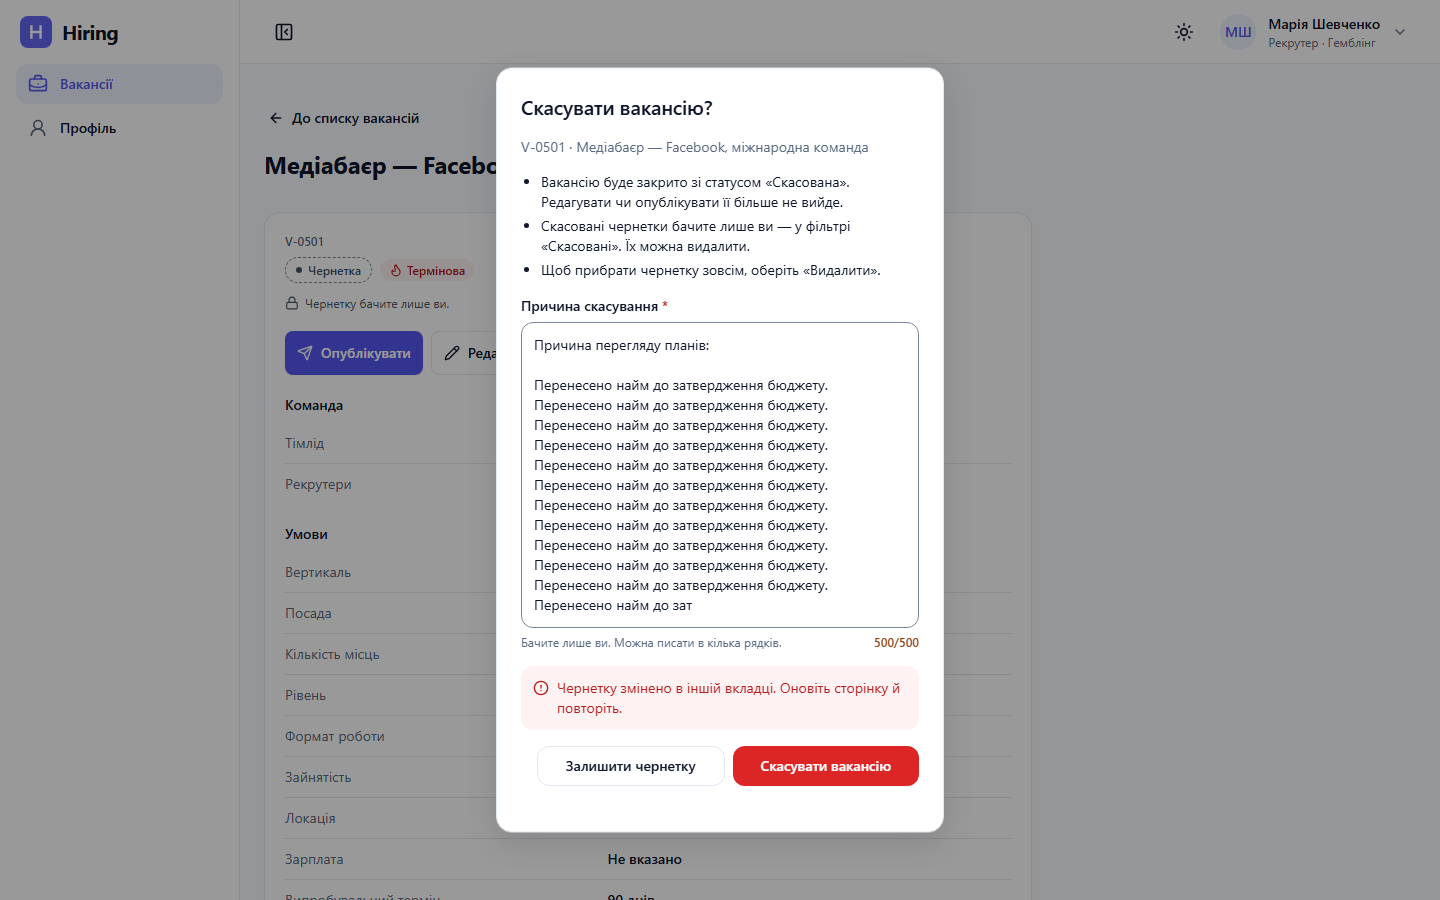 H Hiring
Вакансії
Профіль
МШ
Марія Шевченко
Рекрутер · Гемблінг
До списку вакансій
Медіабаєр — Facebo
V-0501
Чернетка
Термінова
Чернетку бачите лише ви.
Опублікувати
Реда
Команда
Тімлід
Рекрутери
Умови
Вертикаль
Посада
Кількість місць
Рівень
Формат роботи
Зайнятість
Локація
Зарплата
Не вказано
Випробувальний термін
90 днів
Скасувати вакансію?
V-0501 · Медіабаєр — Facebook, міжнародна команда
Вакансію буде закрито зі статусом «Скасована».
Редагувати чи опублікувати її більше не вийде.
Скасовані чернетки бачите лише ви — у фільтрі
«Скасовані». Їх можна видалити.
Щоб прибрати чернетку зовсім, оберіть «Видалити».
Причина скасування *
Причина перегляду планів:
Перенесено найм до затвердження бюджету.
Перенесено найм до затвердження бюджету.
Перенесено найм до затвердження бюджету.
Перенесено найм до затвердження бюджету.
Перенесено найм до затвердження бюджету.
Перенесено найм до затвердження бюджету.
Перенесено найм до затвердження бюджету.
Перенесено найм до затвердження бюджету.
Перенесено найм до затвердження бюджету.
Перенесено найм до затвердження бюджету.
Перенесено найм до затвердження бюджету.
Перенесено найм до зат
Бачите лише ви. Можна писати в кілька рядків.
500/500
Чернетку змінено в іншій вкладці. Оновіть сторінку й
повторіть.
Залишити чернетку
Скасувати вакансію